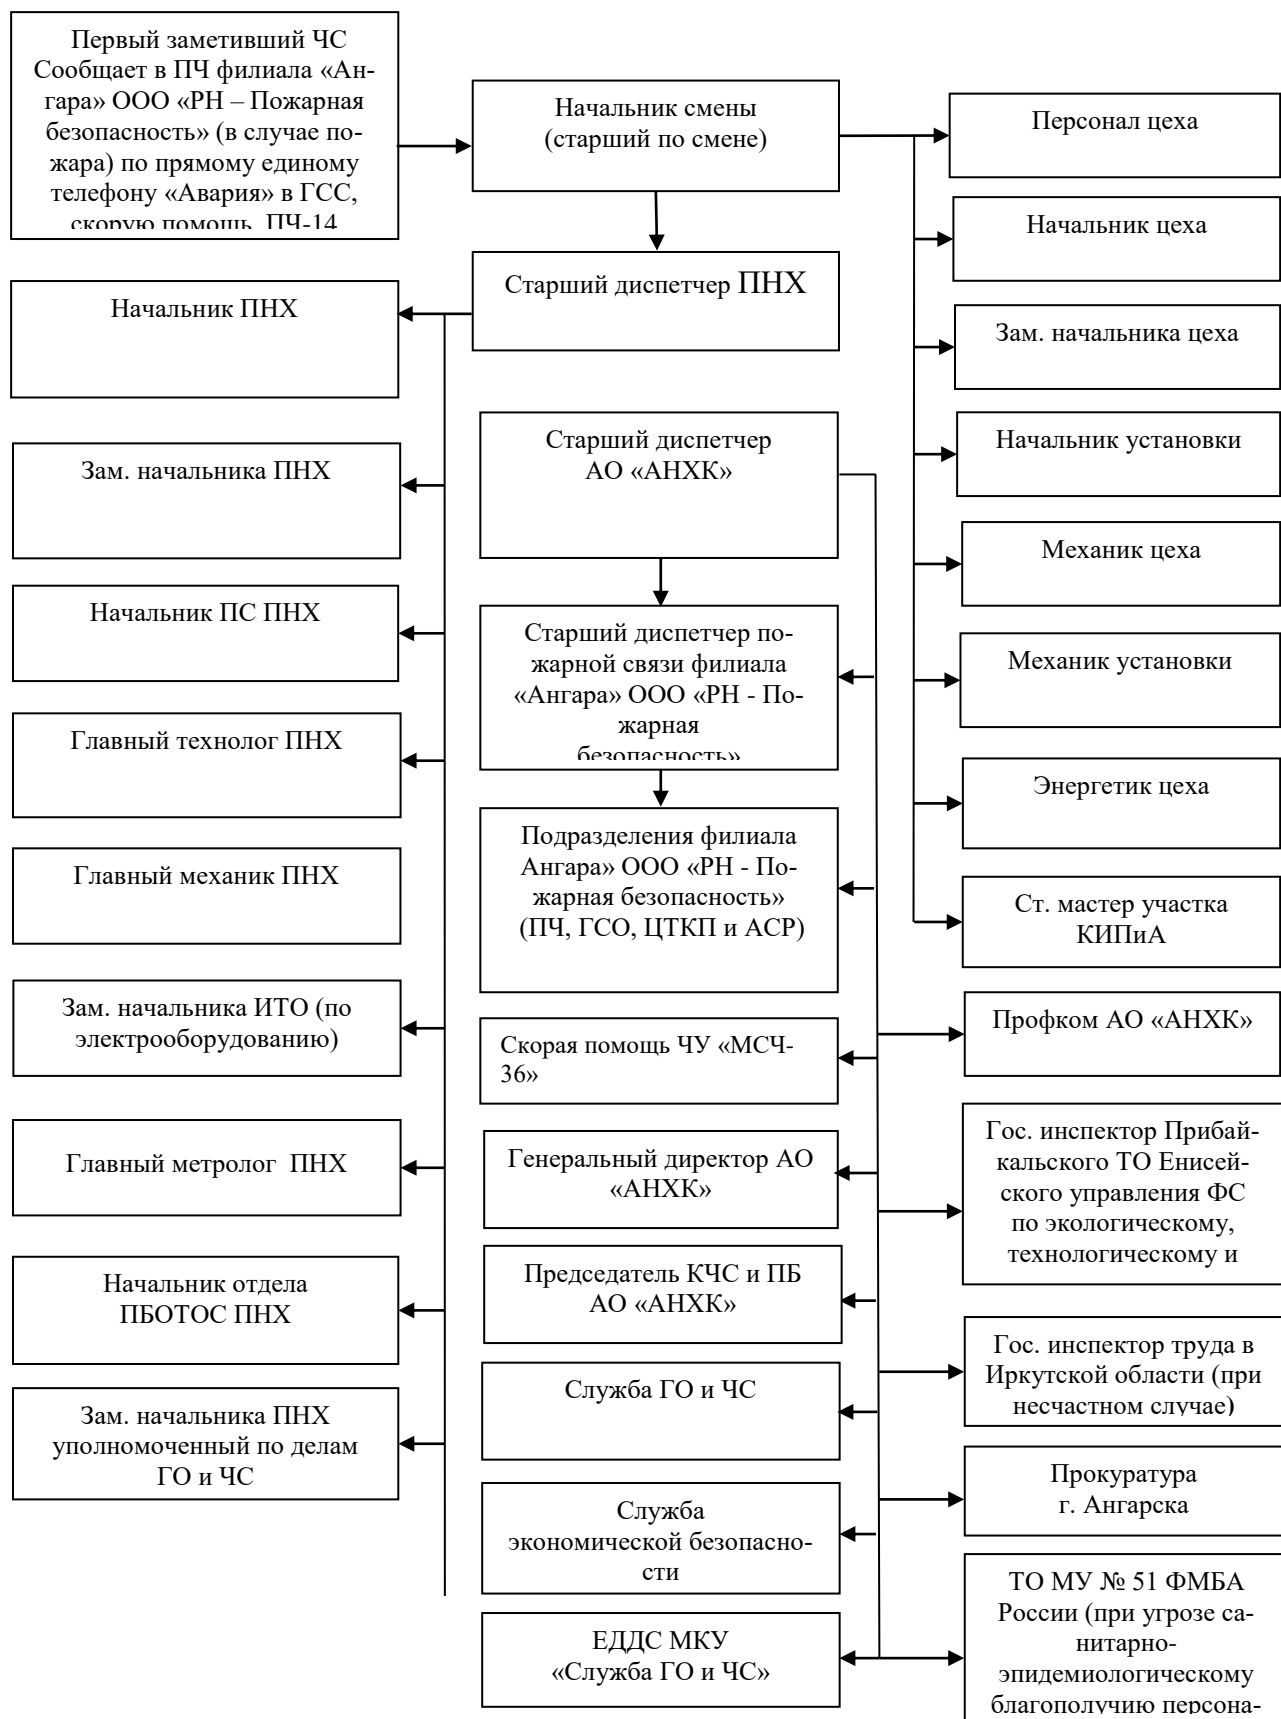 Первый заметивший ЧС
Сообщает в ПЧ филиала «Ан-
гара» ООО «РН – Пожарная
безопасность» (в случае по-
жара) по прямому единому
телефону «Авария» в ГСС,
скорую помощь, ПЧ-14
Начальник смены
(старший по смене)
Старший диспетчер ПНХ
Начальник ПНХ
Зам. начальника ПНХ
Начальник ПС ПНХ
Главный технолог ПНХ
Главный механик ПНХ
Зам. начальника ИТО (по
электрооборудованию)
Главный метролог ПНХ
Начальник отдела
ПБОТОС ПНХ
Зам. начальника ПНХ
уполномоченный по делам
ГО и ЧС
Старший диспетчер
АО «АНХК»
Старший диспетчер по-
жарной связи филиала
«Ангара» ООО «РН - По-
жарная
безопасность»
Подразделения филиала
Ангара» ООО «РН - По-
жарная безопасность»
(ПЧ, ГСО, ЦТКП и АСР)
Скорая помощь ЧУ «МСЧ-
36»
Генеральный директор АО
«АНХК»
Председатель КЧС и ПБ
АО «АНХК»
Служба ГО и ЧС
Служба
экономической безопасно-
сти
ЕДДС МКУ
«Служба ГО и ЧС»
Персонал цеха
Начальник цеха
Зам. начальника цеха
Начальник установки
Механик цеха
Механик установки
Энергетик цеха
Ст. мастер участка
КИПиА
Профком АО «АНХК»
Гос. инспектор Прибай-
кальского ТО Енисей-
ского управления ФС
по экологическому,
технологическому и
Гос. инспектор труда в
Иркутской области (при
несчастном случае)
Прокуратура
г. Ангарска
ТО МУ № 51 ФМБА
России (при угрозе са-
нитарно-
эпидемиологическому
благополучию персона-